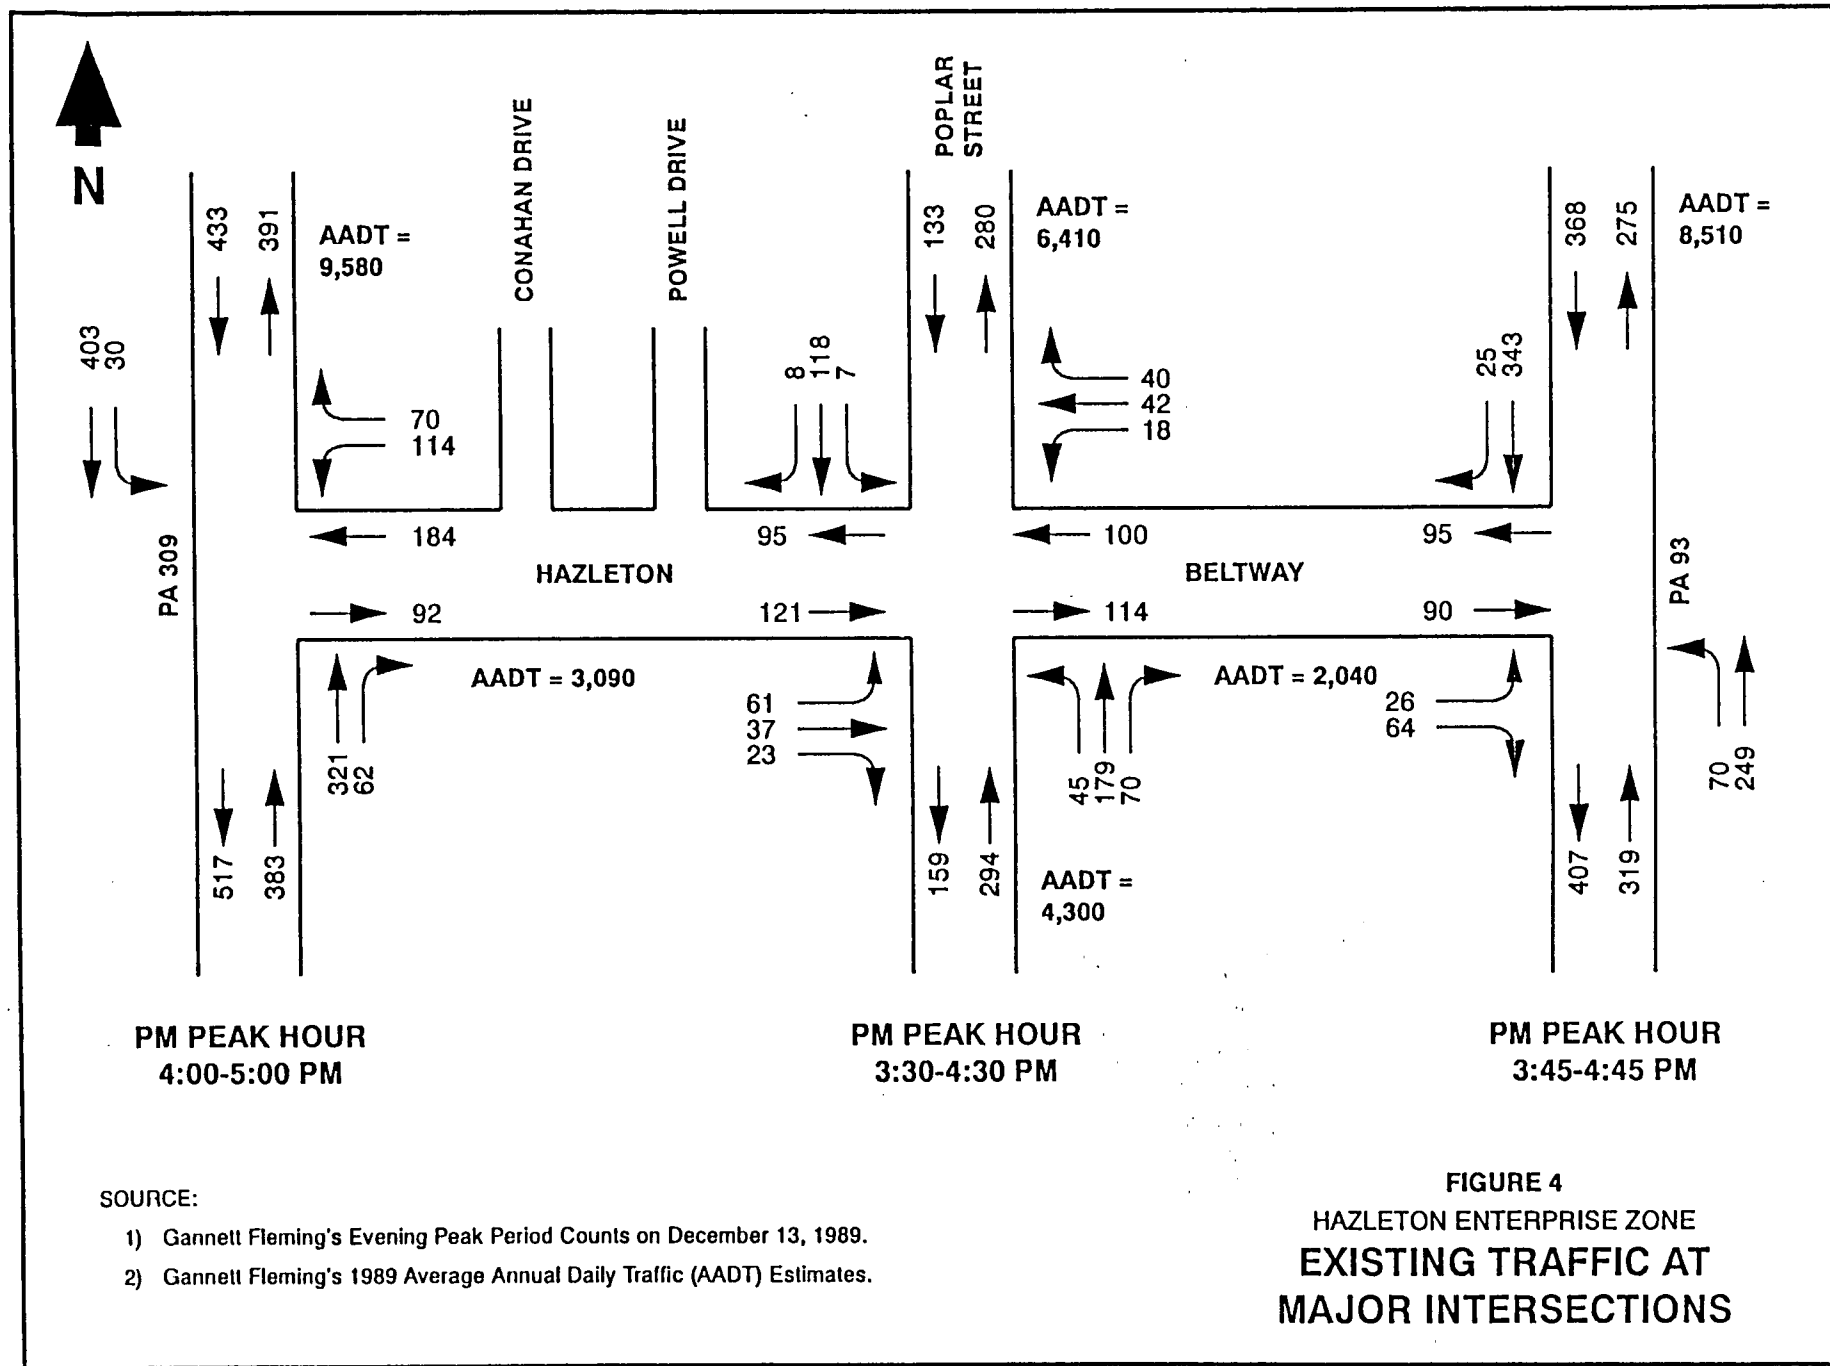 N
433
391
AADT =
9,580
CONAHAN DRIVE
POWELL DRIVE
POPLAR
STREET
133
280
AADT =
6,410
368
275
AADT =
8,510
403
30
70
114
8
118
7
40
42
18
25
343
PA 309
184
95
100
95
HAZLETON
BELTWAY
PA 93
92
121
114
90
AADT = 3,090
AADT = 2,040
321
62
61
37
23
45
179
70
26
64
70
249
517
383
159
294
AADT =
4,300
407
319
PM PEAK HOUR
4:00-5:00 PM
PM PEAK HOUR
3:30-4:30 PM
PM PEAK HOUR
3:45-4:45 PM
SOURCE:
1) Gannett Fleming's Evening Peak Period Counts on December 13, 1989.
2) Gannett Fleming's 1989 Average Annual Daily Traffic (AADT) Estimates.
FIGURE 4
HAZLETON ENTERPRISE ZONE
EXISTING TRAFFIC AT
MAJOR INTERSECTIONS